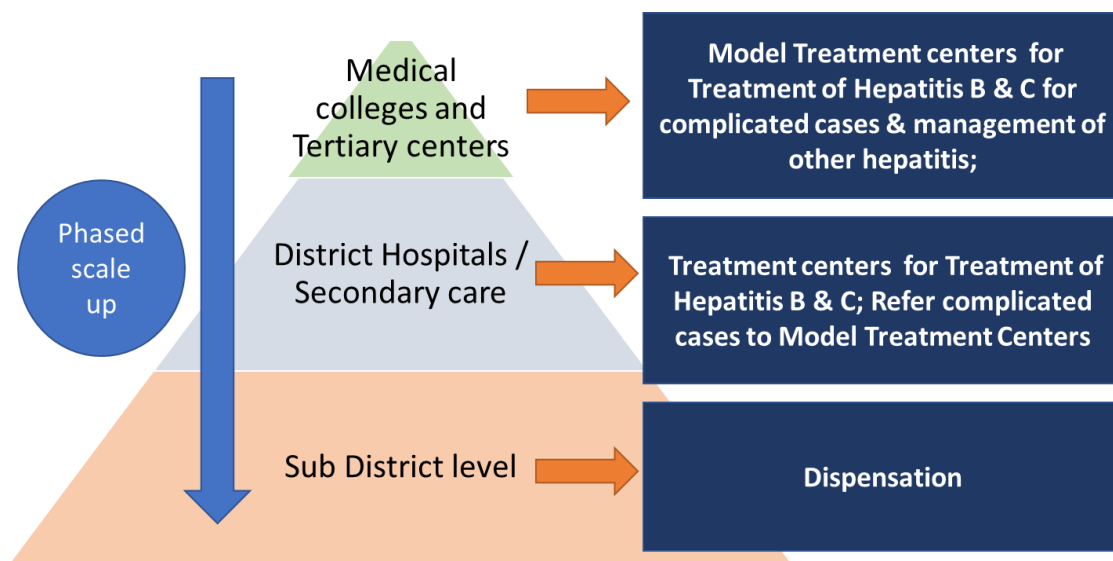 Medical
colleges and
Tertiary centers
Model Treatment centers for
Treatment of Hepatitis B & C for
complicated cases & management of
other hepatitis;
Phased
scale
up
District Hospitals /
Secondary care
Treatment centers for Treatment of
Hepatitis B & C; Refer complicated
cases to Model Treatment Centers
Sub District level
Dispensation